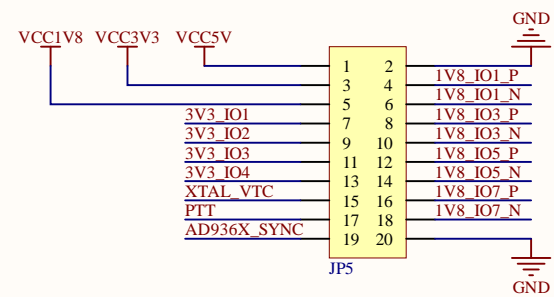 GND
VCC1V8 VCC3V3 VCC5V
1 2
3 4 1V8_IO1_P
5 6 1V8_IO1_N
3V3_IO1 7 8 1V8_IO3_P
3V3_IO2 9 10 1V8_IO3_N
3V3_IO3 11 12 1V8_IO5_P
3V3_IO4 13 14 1V8_IO5_N
XTAL_VTC 15 16 1V8_IO7_P
PTT 17 18 1V8_IO7_N
AD936X_SYNC 19 20
JP5
GND